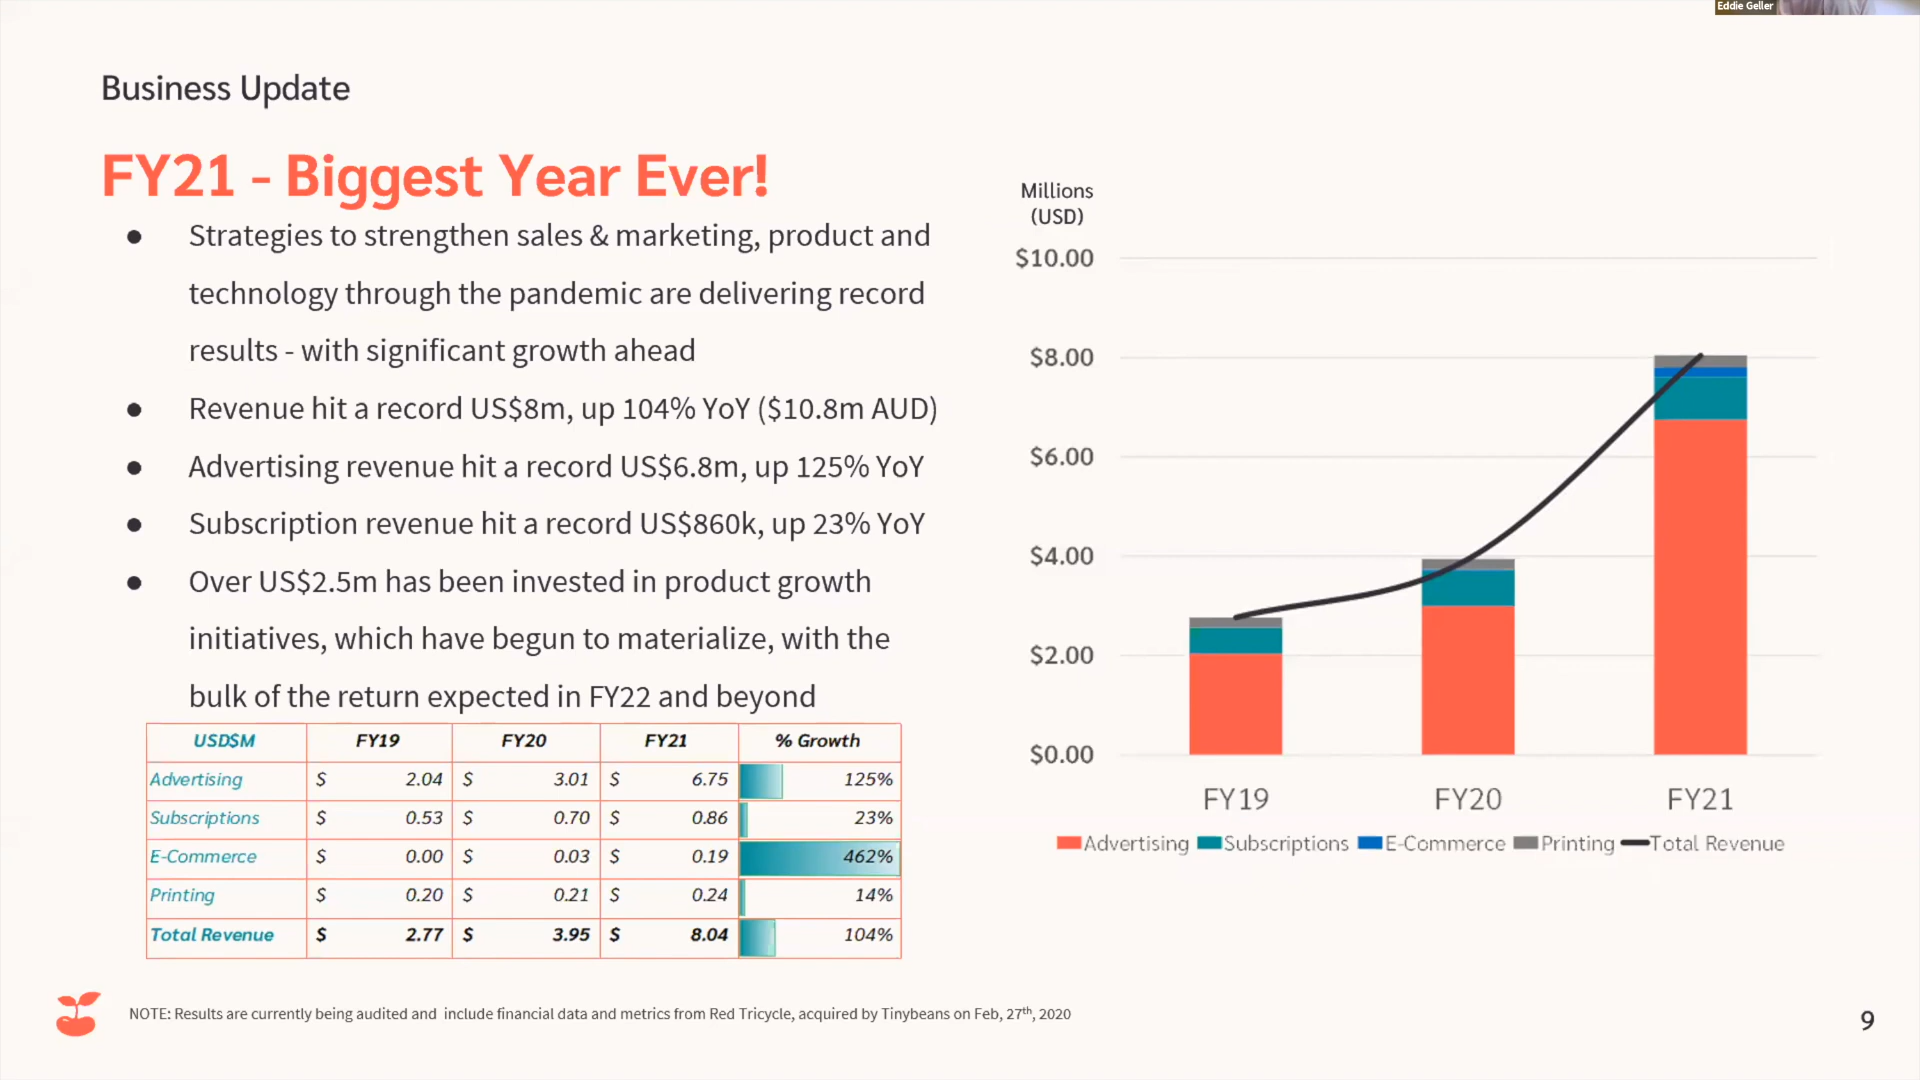 Eddie Geller
Business Update
FY21 - Biggest Year Ever!
● Strategies to strengthen sales & marketing, product and
technology through the pandemic are delivering record
results - with significant growth ahead
● Revenue hit a record US$8m, up 104% YoY ($10.8m AUD)
● Advertising revenue hit a record US$6.8m, up 125% YoY
● Subscription revenue hit a record US$860k, up 23% YoY
● Over US$2.5m has been invested in product growth
initiatives, which have begun to materialize, with the
bulk of the return expected in FY22 and beyond
USD$M FY19 FY20 FY21 % Growth
Advertising $ 2.04 $ 3.01 $ 6.75 125%
Subscriptions $ 0.53 $ 0.70 $ 0.86 23%
E-Commerce $ 0.00 $ 0.03 $ 0.19 462%
Printing $ 0.20 $ 0.21 $ 0.24 14%
Total Revenue $ 2.77 $ 3.95 $ 8.04 104%
Millions
(USD)
$10.00
$8.00
$6.00
$4.00
$2.00
$0.00
FY19 FY20 FY21
Advertising Subscriptions E-Commerce Printing Total Revenue
NOTE: Results are currently being audited and include financial data and metrics from Red Tricycle, acquired by Tinybeans on Feb, 27th, 2020
9